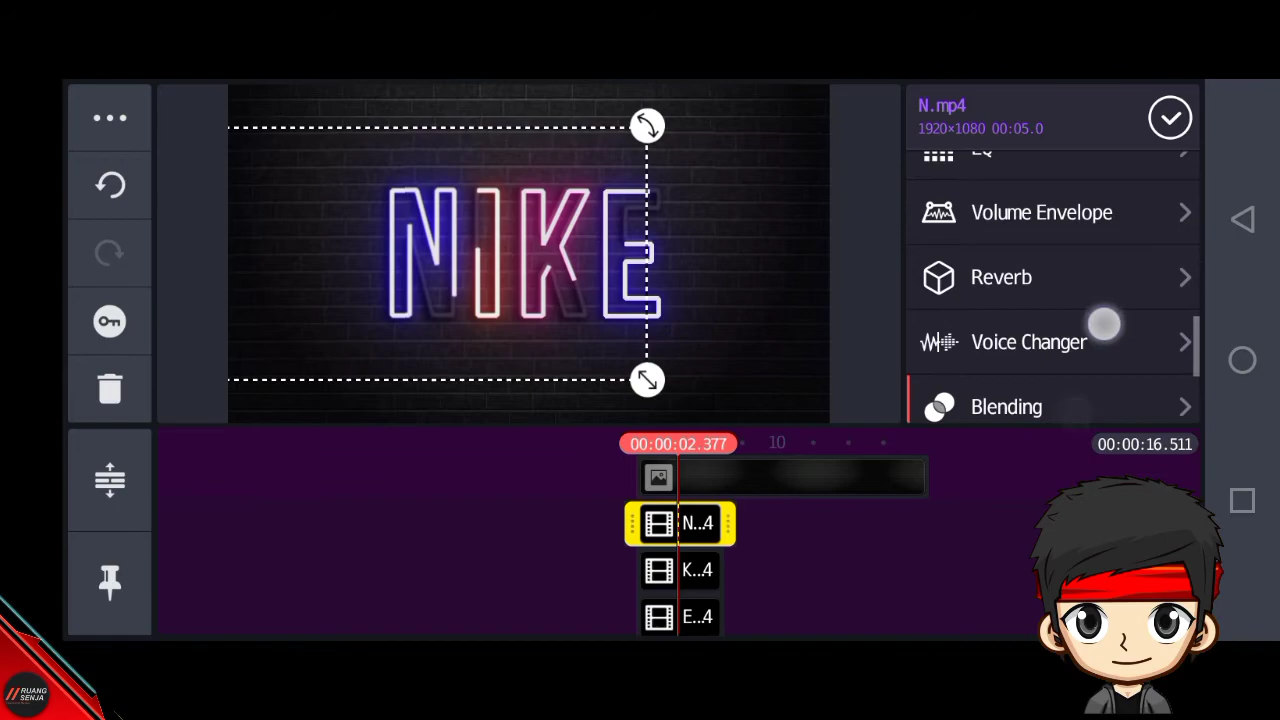 N.mp4
1920×1080 00:05.0
EQ
Volume Envelope
Reverb
Voice Changer
Blending
NIKE
00:00:02.377
10
00:00:16.511
N..4
K..4
E..4
RUANG
SENJA